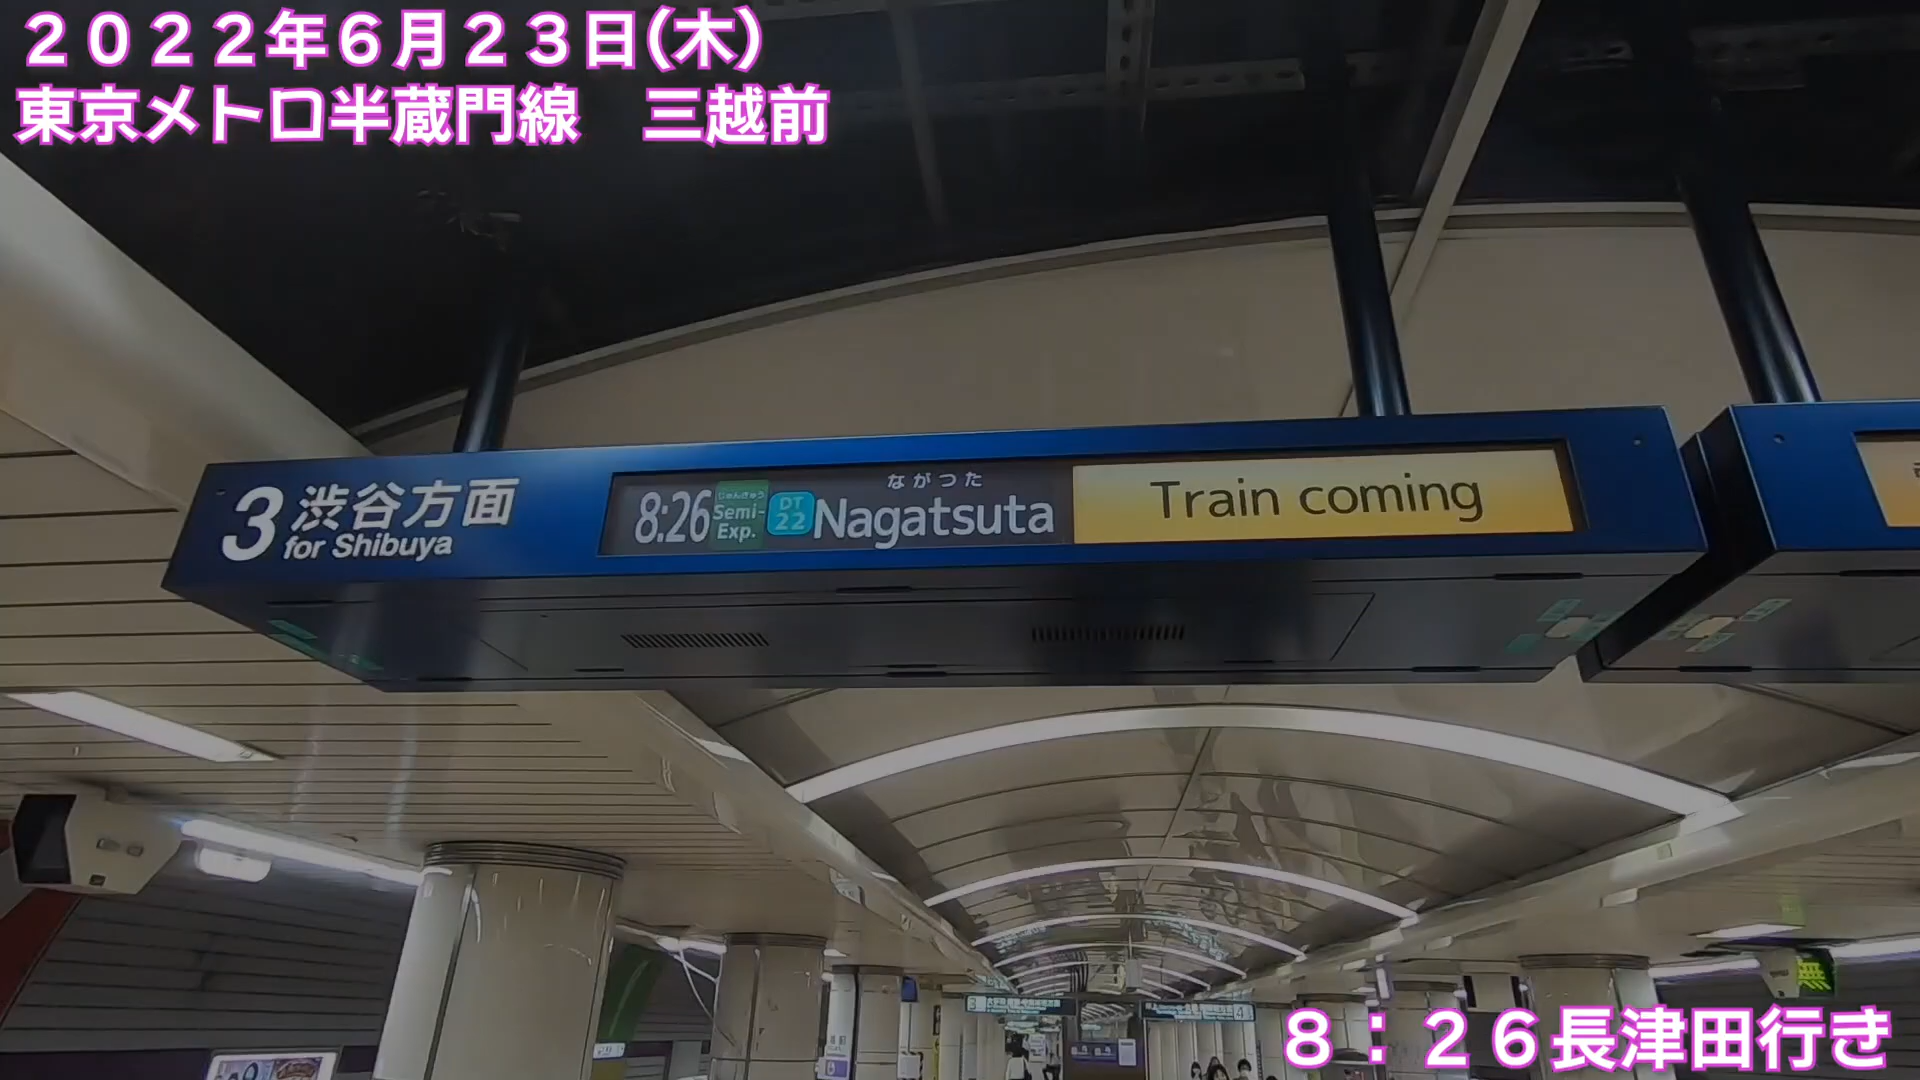 ２０２２年６月２３日(木)
東京メトロ半蔵門線　三越前
3 渋谷方面
for Shibuya
8:26 じゅんきゅう Semi-Exp. DT 22 ながつた Nagatsuta Train coming
８：２６長津田行き